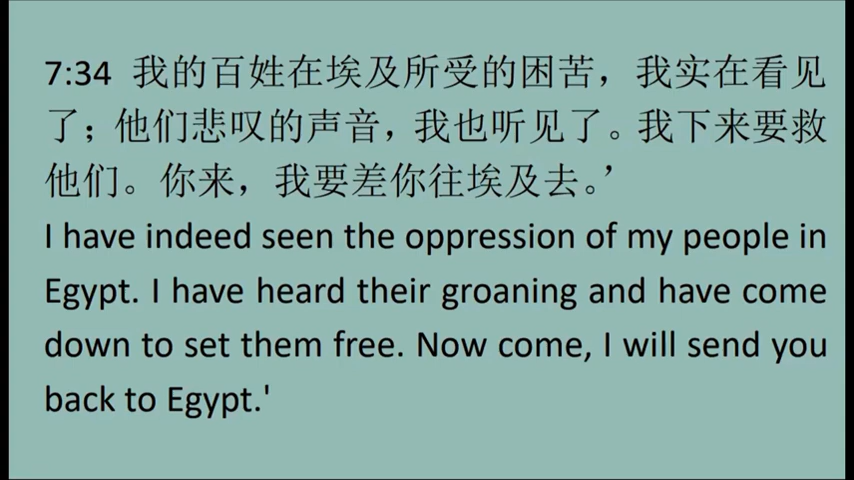 7:34 我的百姓在埃及所受的困苦，我实在看见
了；他们悲叹的声音，我也听见了。我下来要救
他们。你来，我要差你往埃及去。’
I have indeed seen the oppression of my people in
Egypt. I have heard their groaning and have come
down to set them free. Now come, I will send you
back to Egypt.'